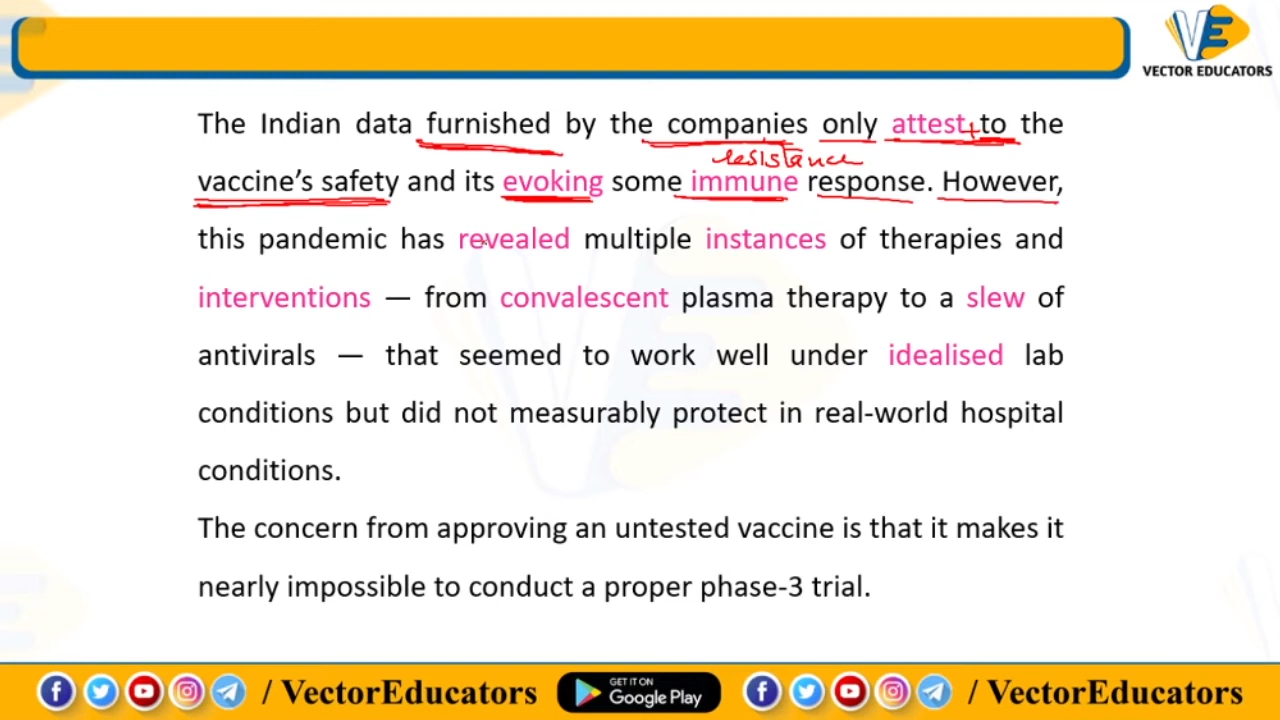 VECTOR EDUCATORS
The Indian data furnished by the companies only attest + to the
resistance
vaccine’s safety and its evoking some immune response. However,
this pandemic has revealed multiple instances of therapies and
interventions — from convalescent plasma therapy to a slew of
antivirals — that seemed to work well under idealised lab
conditions but did not measurably protect in real-world hospital
conditions.
The concern from approving an untested vaccine is that it makes it
nearly impossible to conduct a proper phase-3 trial.
/ VectorEducators GET IT ON Google Play / VectorEducators